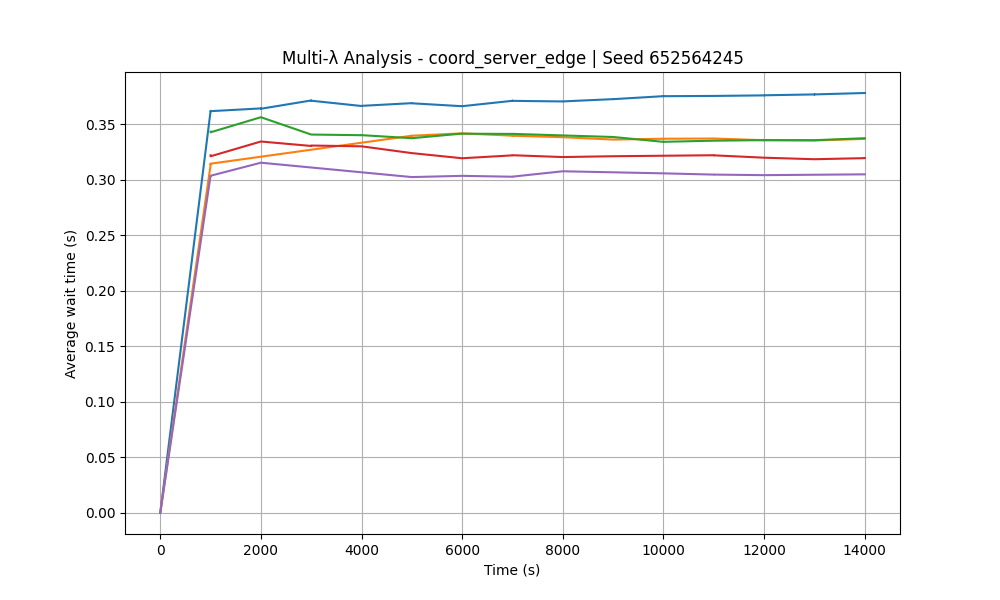 Multi-λ Analysis - coord_server_edge | Seed 652564245
Average wait time (s)
0.35
0.30
0.25
0.20
0.15
0.10
0.05
0.00
0 2000 4000 6000 8000 10000 12000 14000
Time (s)